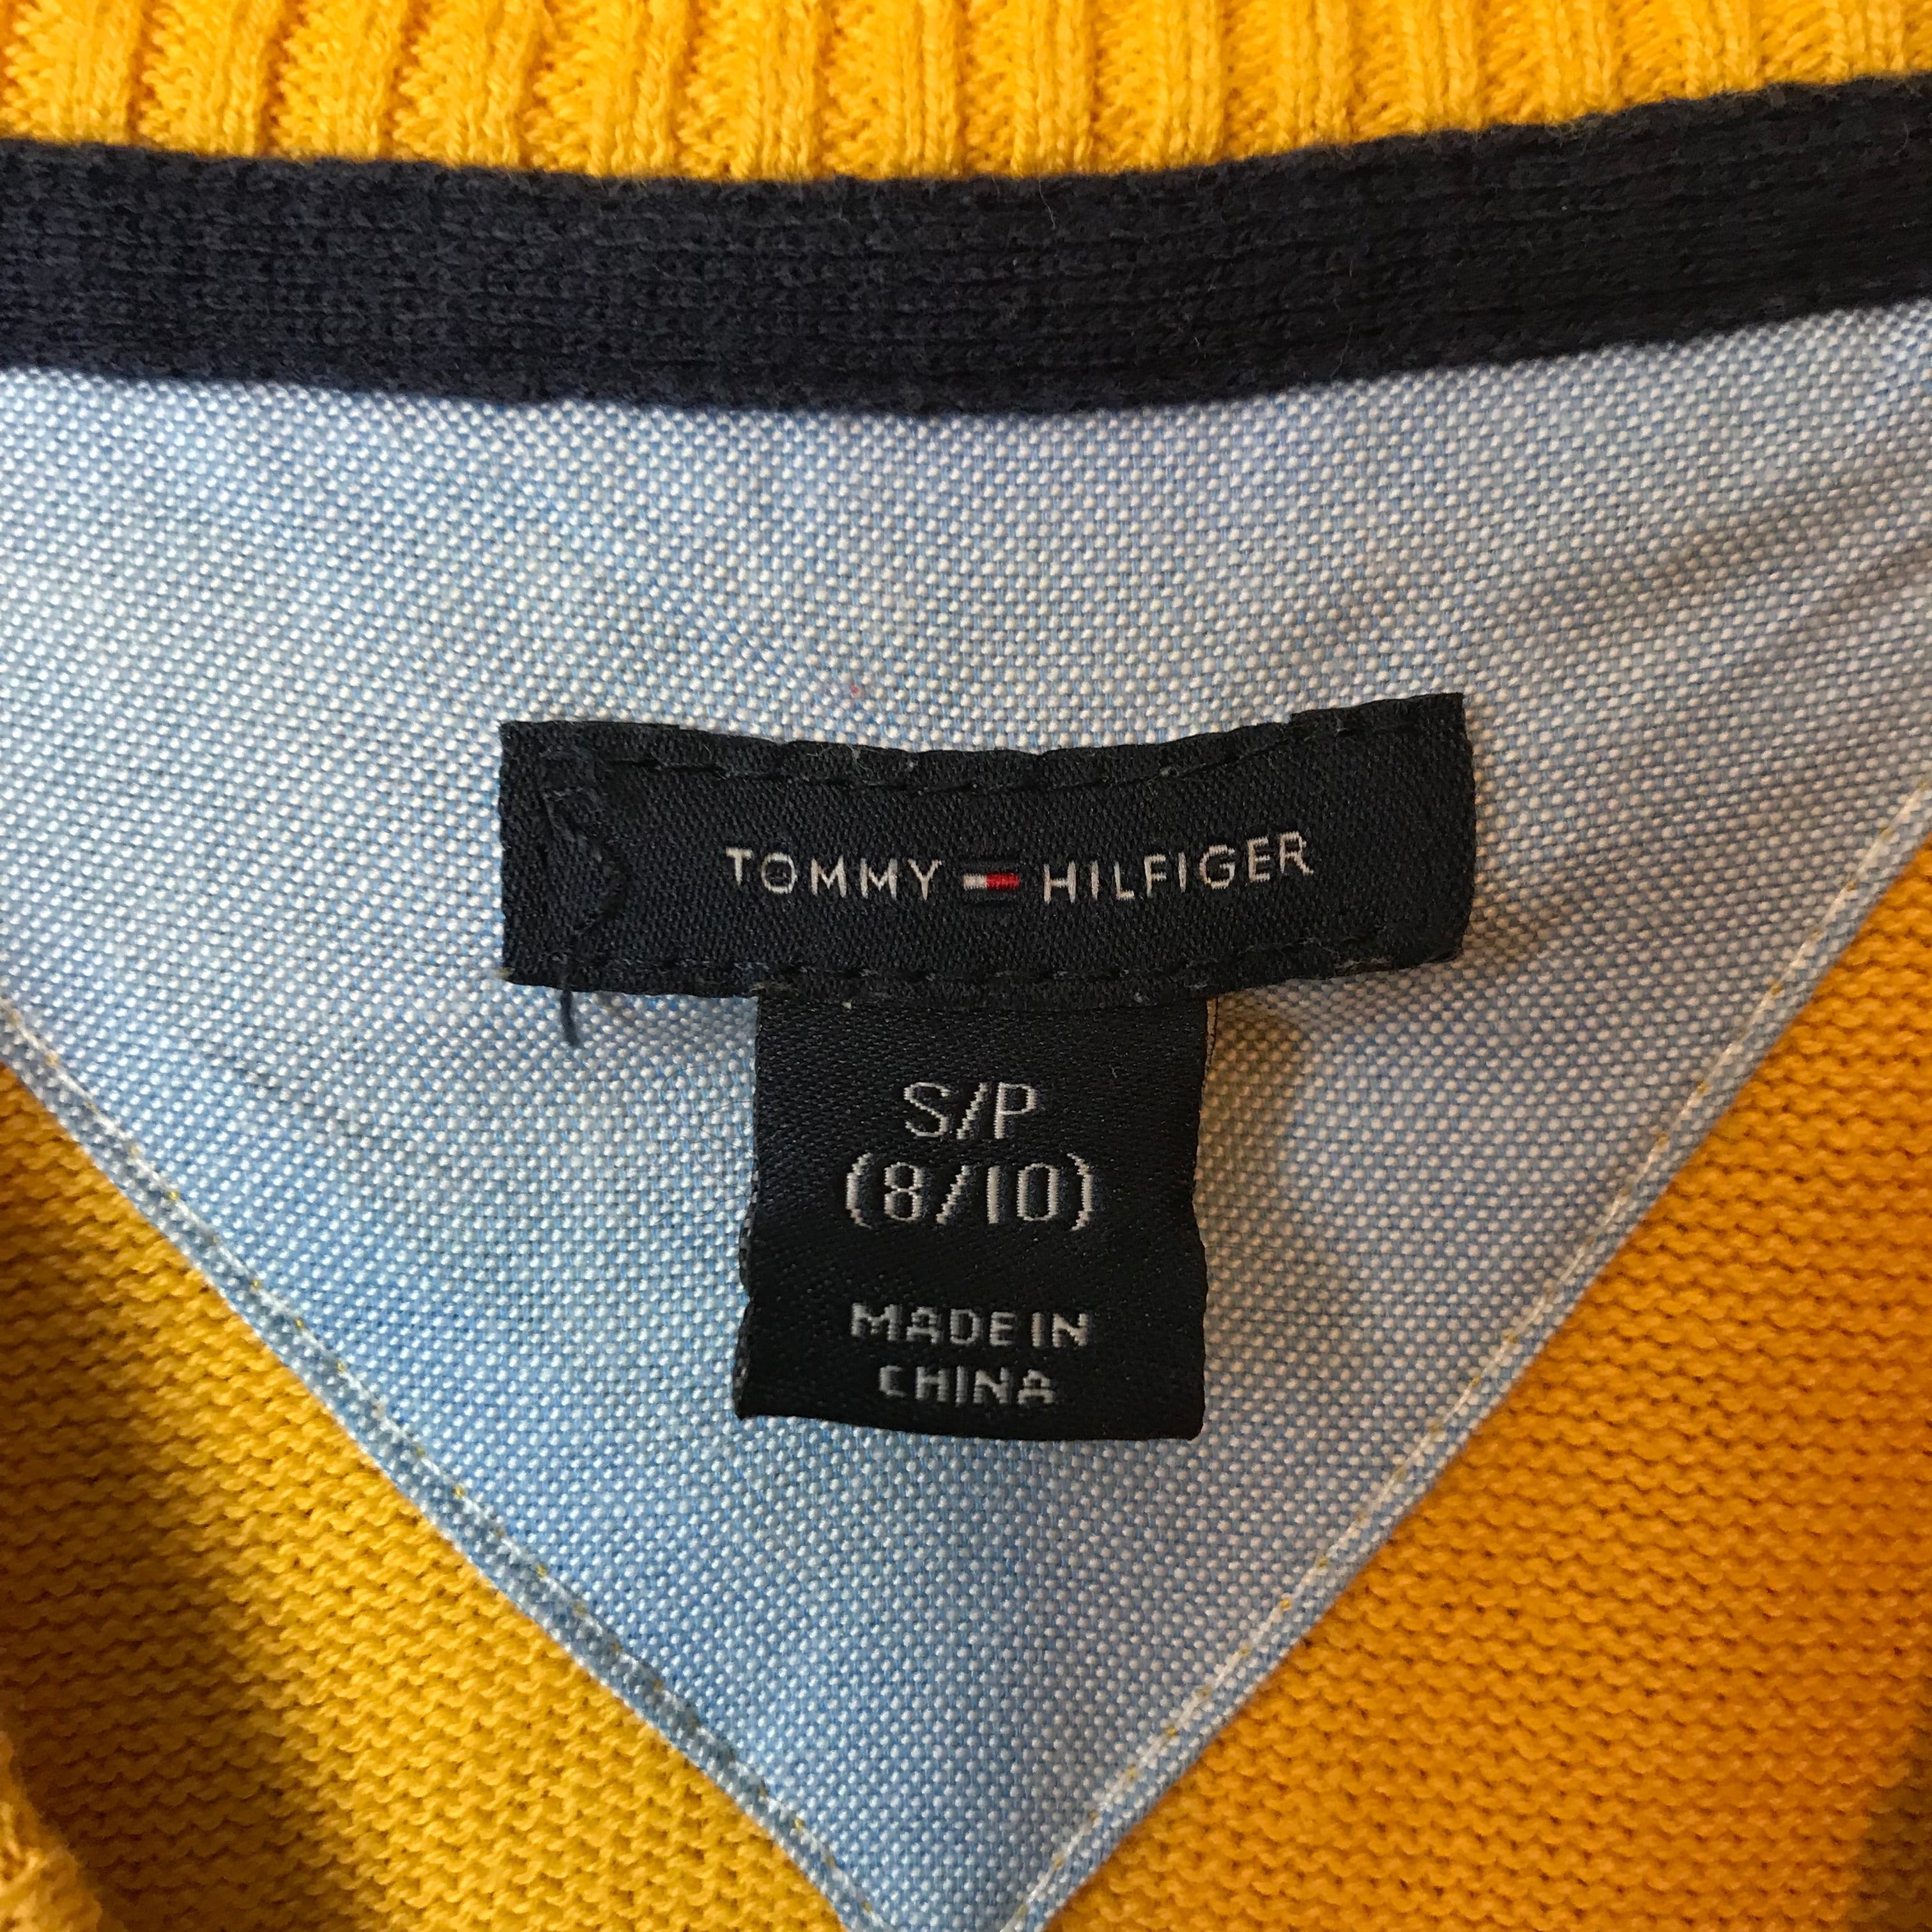 TOMMY HILFIGER
S/P
(8/10)
MADE IN
CHINA